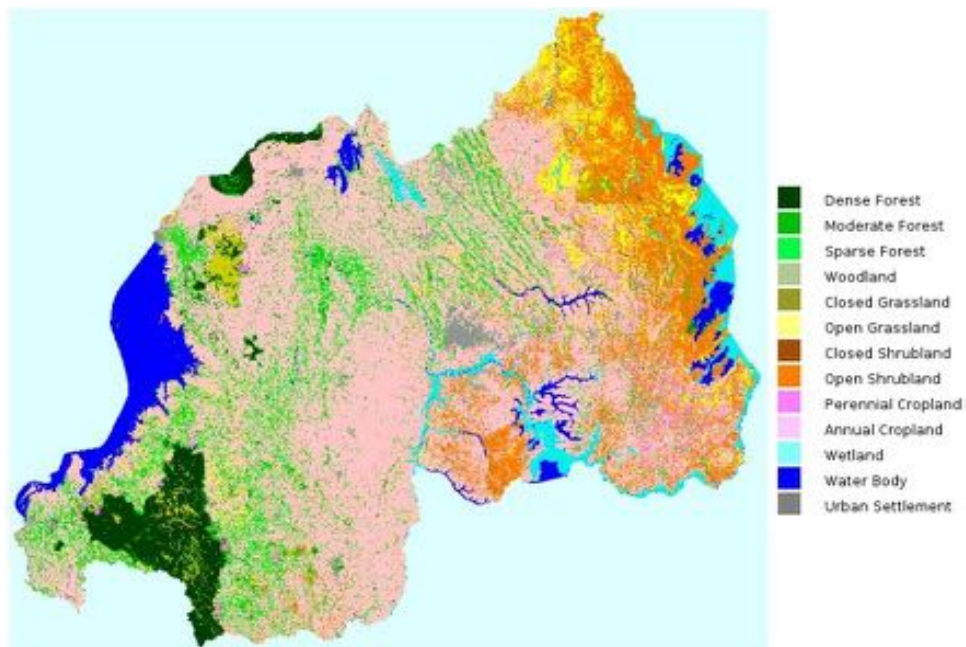 Dense Forest
Moderate Forest
Sparse Forest
Woodland
Closed Grassland
Open Grassland
Closed Shrubland
Open Shrubland
Perennial Cropland
Annual Cropland
Wetland
Water Body
Urban Settlement